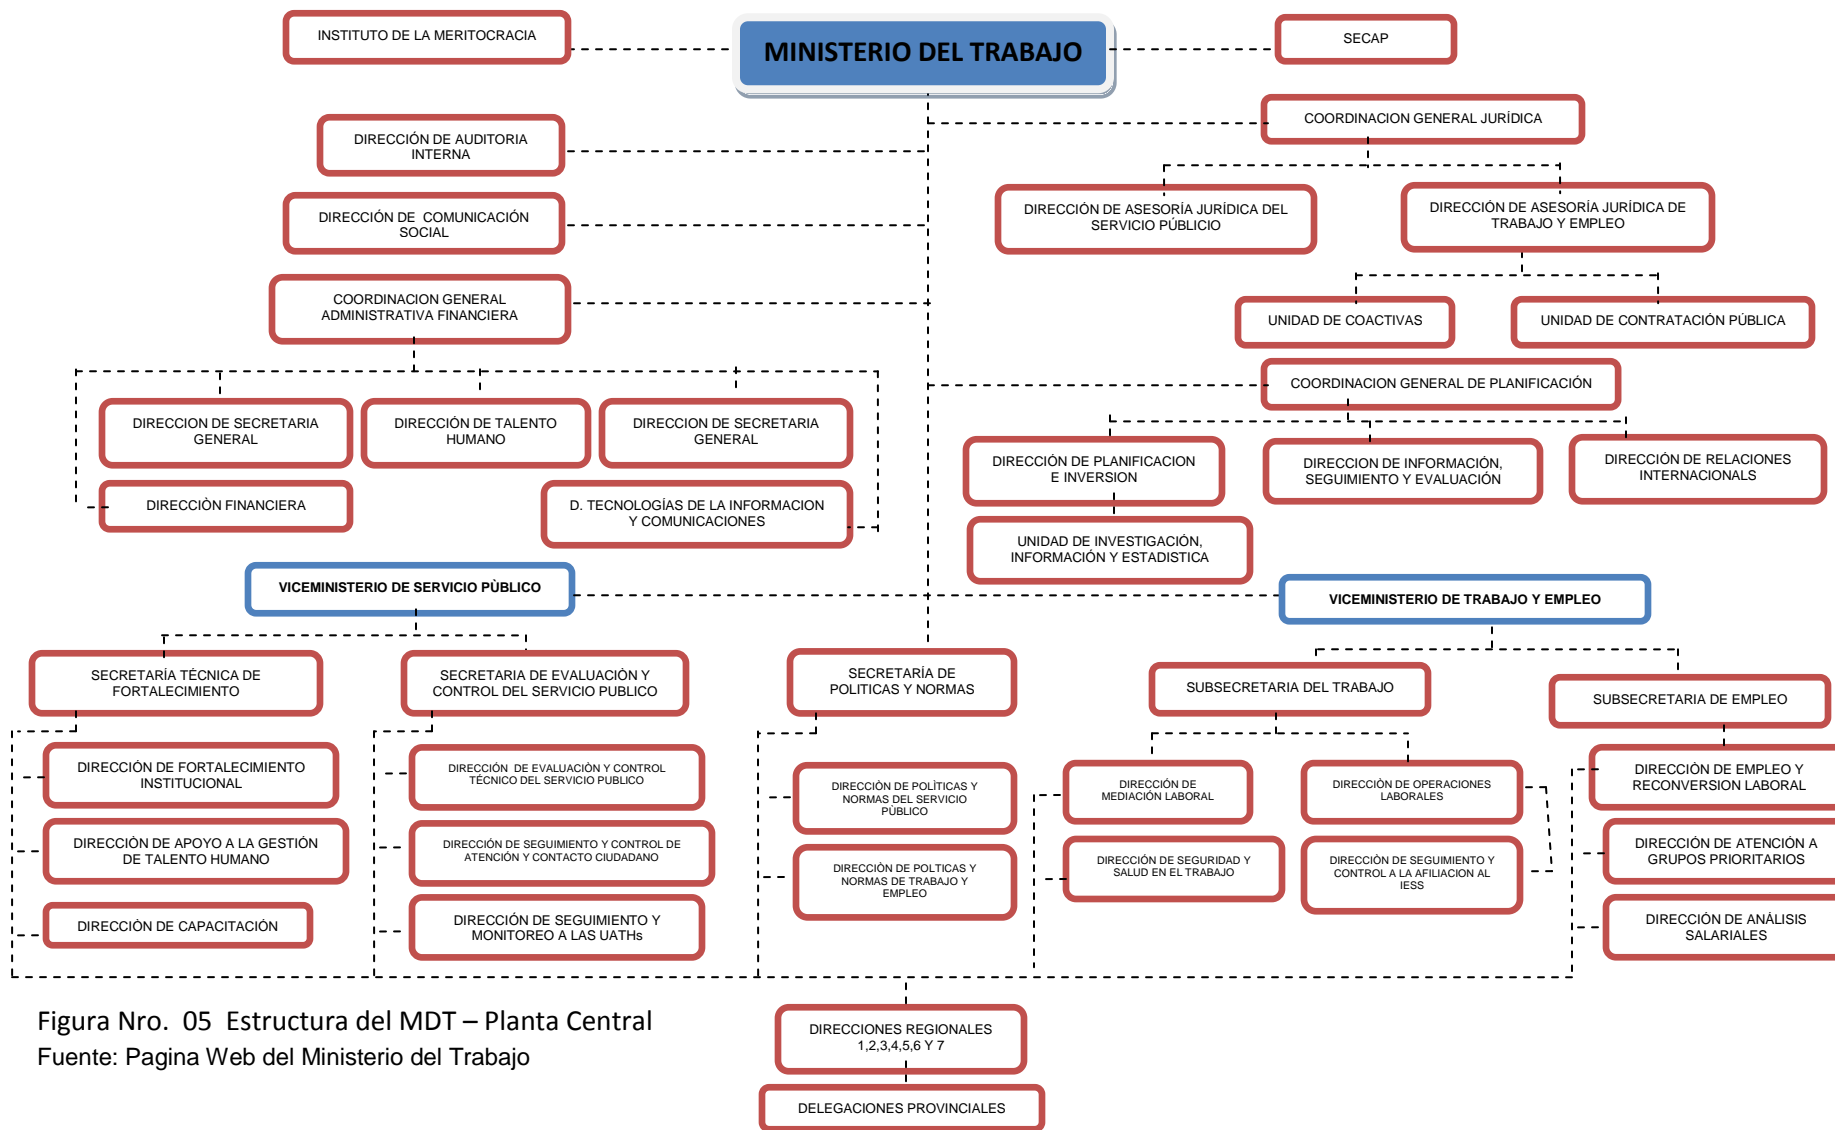 INSTITUTO DE LA MERITOCRACIA
MINISTERIO DEL TRABAJO
SECAP
DIRECCIÓN DE AUDITORIA
INTERNA
COORDINACION GENERAL JURÍDICA
DIRECCIÓN DE COMUNICACIÓN
SOCIAL
DIRECCIÓN DE ASESORÍA JURÍDICA DEL
SERVICIO PÚBLICIO
DIRECCIÓN DE ASESORÍA JURÍDICA DE
TRABAJO Y EMPLEO
COORDINACION GENERAL
ADMINISTRATIVA FINANCIERA
UNIDAD DE COACTIVAS
UNIDAD DE CONTRATACIÓN PÚBLICA
COORDINACION GENERAL DE PLANIFICACIÓN
DIRECCION DE SECRETARIA
GENERAL
DIRECCIÓN DE TALENTO
HUMANO
DIRECCION DE SECRETARIA
GENERAL
DIRECCIÓN DE PLANIFICACION
E INVERSION
DIRECCION DE INFORMACIÓN,
SEGUIMIENTO Y EVALUACIÓN
DIRECCIÓN DE RELACIONES
INTERNACIONALS
DIRECCIÒN FINANCIERA
D. TECNOLOGÍAS DE LA INFORMACION
Y COMUNICACIONES
UNIDAD DE INVESTIGACIÓN,
INFORMACIÓN Y ESTADISTICA
VICEMINISTERIO DE SERVICIO PÙBLICO
VICEMINISTERIO DE TRABAJO Y EMPLEO
SECRETARÍA TÉCNICA DE
FORTALECIMIENTO
SECRETARIA DE EVALUACIÓN Y
CONTROL DEL SERVICIO PUBLICO
SECRETARÍA DE
POLITICAS Y NORMAS
SUBSECRETARIA DEL TRABAJO
SUBSECRETARIA DE EMPLEO
DIRECCIÓN DE FORTALECIMIENTO
INSTITUCIONAL
DIRECCIÓN DE EVALUACIÓN Y CONTROL
TÉCNICO DEL SERVICIO PUBLICO
DIRECCIÒN DE POLÌTICAS Y
NORMAS DEL SERVICIO
PÙBLICO
DIRECCIÓN DE
MEDIACIÓN LABORAL
DIRECCIÒN DE OPERACIONES
LABORALES
DIRECCIÒN DE EMPLEO Y
RECONVERSION LABORAL
DIRECCIÒN DE APOYO A LA GESTIÓN
DE TALENTO HUMANO
DIRECCIÓN DE SEGUIMIENTO Y CONTROL DE
ATENCIÓN Y CONTACTO CIUDADANO
DIRECCIÒN DE POLTICAS Y
NORMAS DE TRABAJO Y
EMPLEO
DIRECCIÓN DE SEGURIDAD Y
SALUD EN EL TRABAJO
DIRECCIÒN DE SEGUIMIENTO Y
CONTROL A LA AFILIACION AL
IESS
DIRECCIÓN DE ATENCIÓN A
GRUPOS PRIORITARIOS
DIRECCIÒN DE CAPACITACIÓN
DIRECCIÓN DE SEGUIMIENTO Y
MONITOREO A LAS UATHs
DIRECCIÓN DE ANÁLISIS
SALARIALES
Figura Nro. 05 Estructura del MDT – Planta Central
Fuente: Pagina Web del Ministerio del Trabajo
DIRECCIONES REGIONALES
1,2,3,4,5,6 Y 7
DELEGACIONES PROVINCIALES